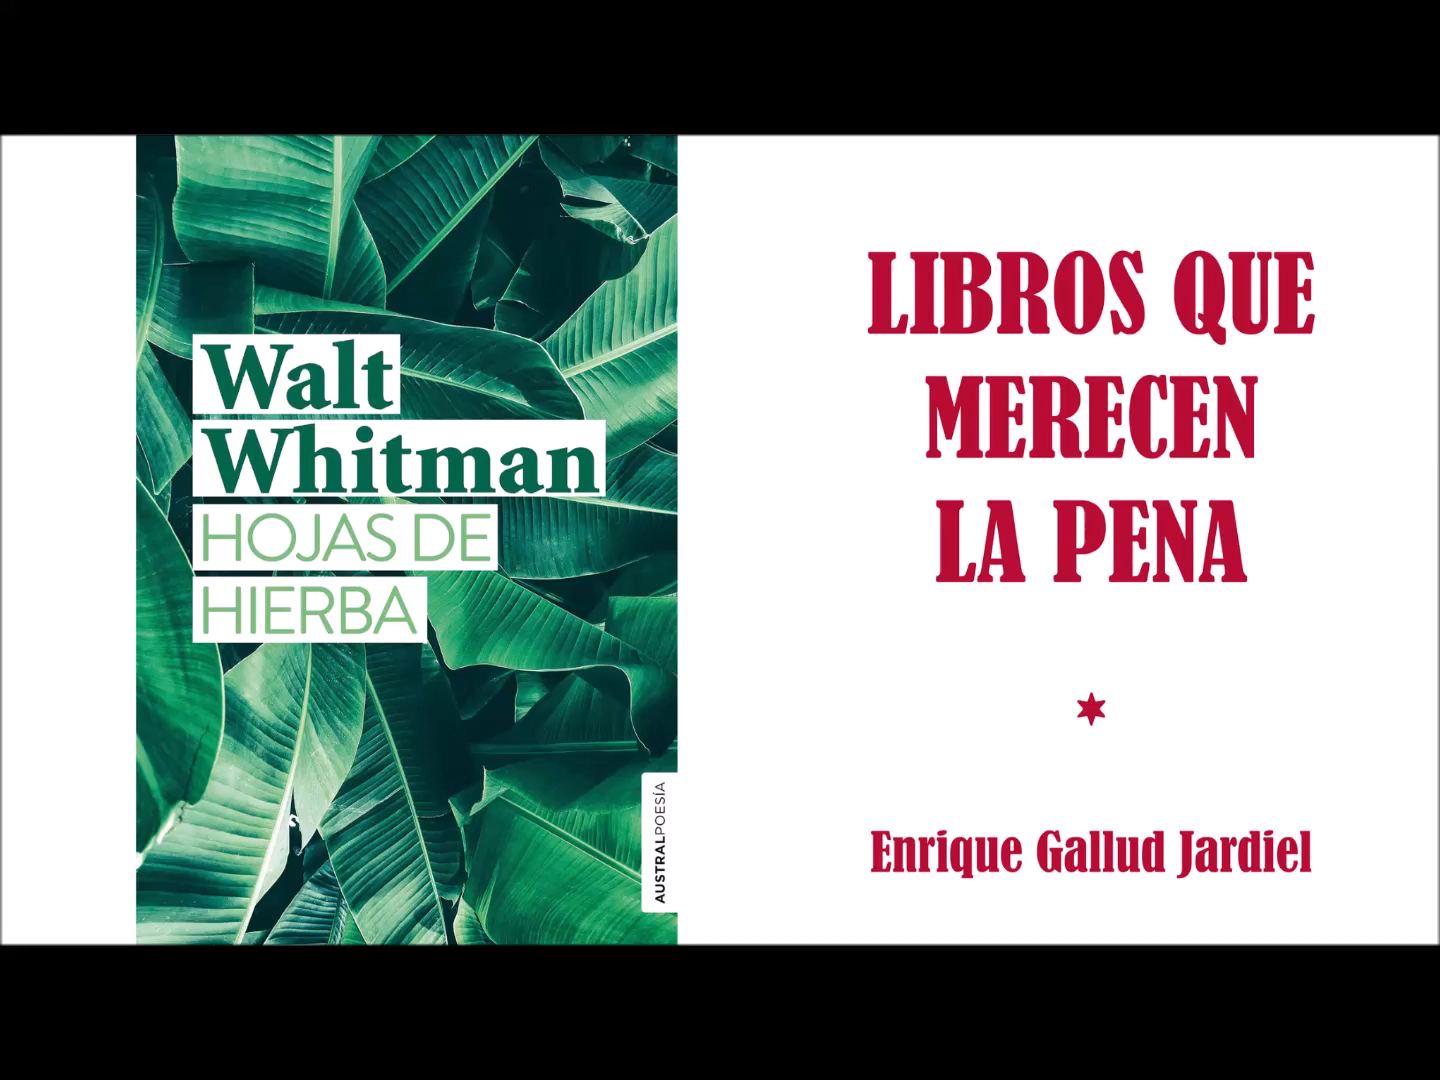 Walt
Whitman
HOJAS DE
HIERBA
AUSTRALPOESÍA
LIBROS QUE
MERECEN
LA PENA
Enrique Gallud Jardiel